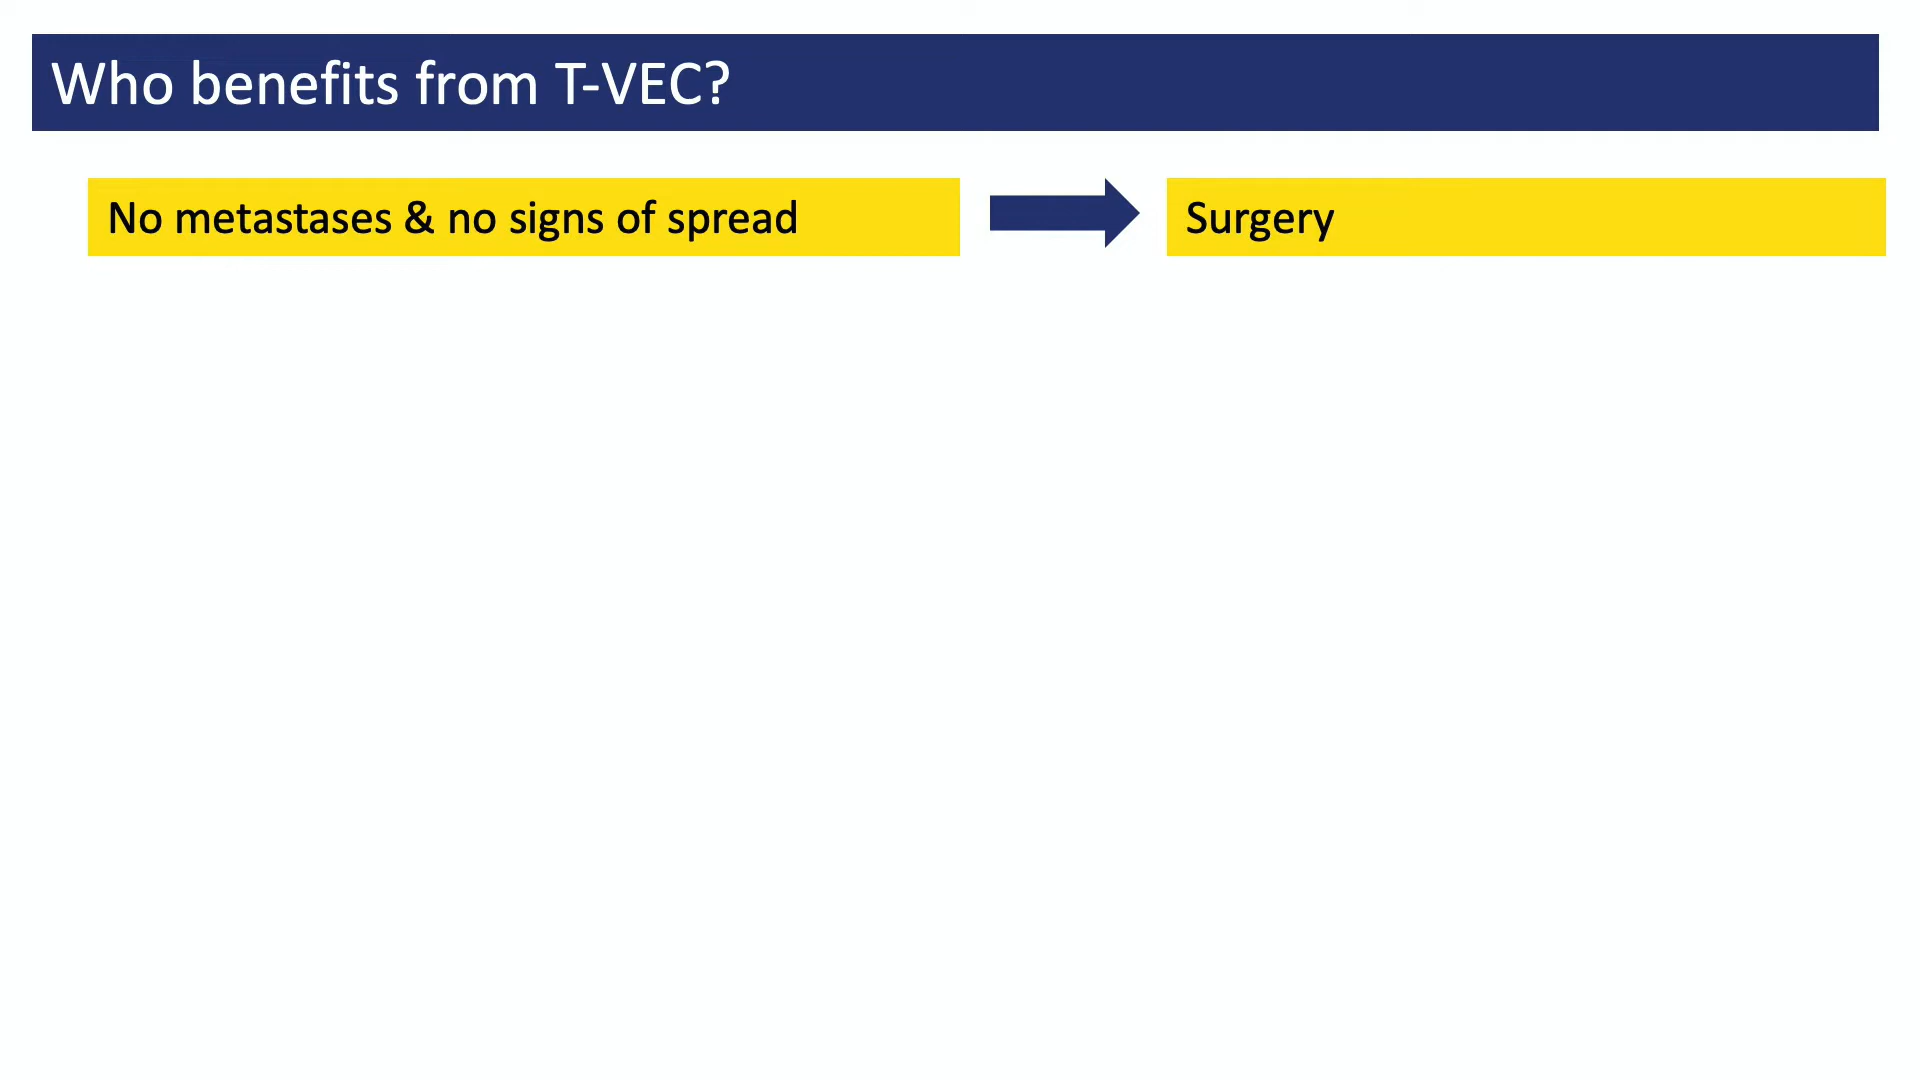 Who benefits from T-VEC?
No metastases & no signs of spread
Surgery